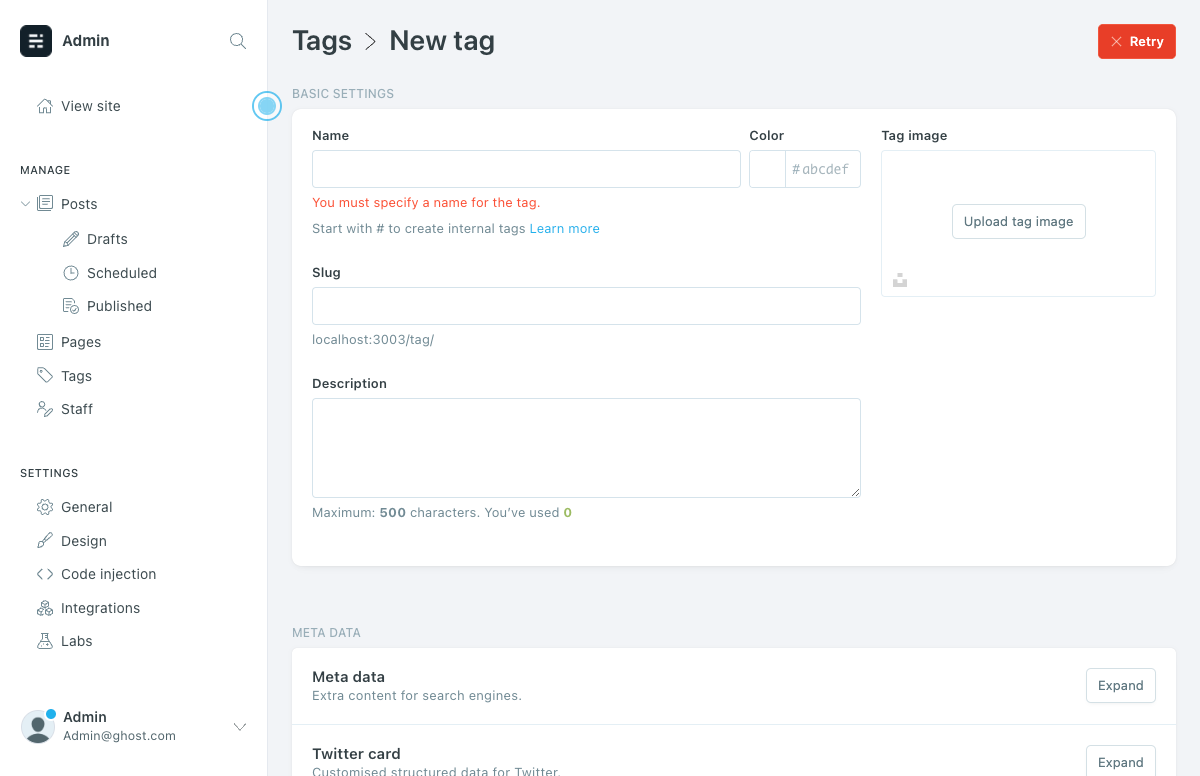 Admin
View site
MANAGE
Posts
Drafts
Scheduled
Published
Pages
Tags
Staff
SETTINGS
General
Design
Code injection
Integrations
Labs
Admin
Admin@ghost.com
Tags > New tag
Retry
BASIC SETTINGS
Name
You must specify a name for the tag.
Start with # to create internal tags Learn more
Color
#abcdef
Slug
localhost:3003/tag/
Description
Maximum: 500 characters. You’ve used 0
Tag image
Upload tag image
META DATA
Meta data
Extra content for search engines.
Expand
Twitter card
Customised structured data for Twitter.
Expand